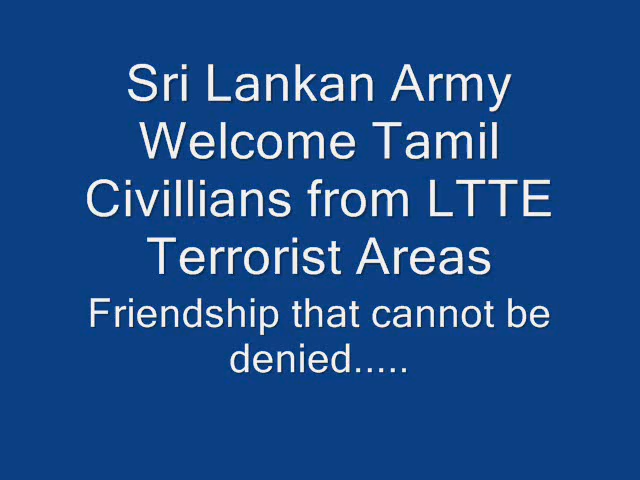 Sri Lankan Army
Welcome Tamil
Civillians from LTTE
Terrorist Areas
Friendship that cannot be
denied.....